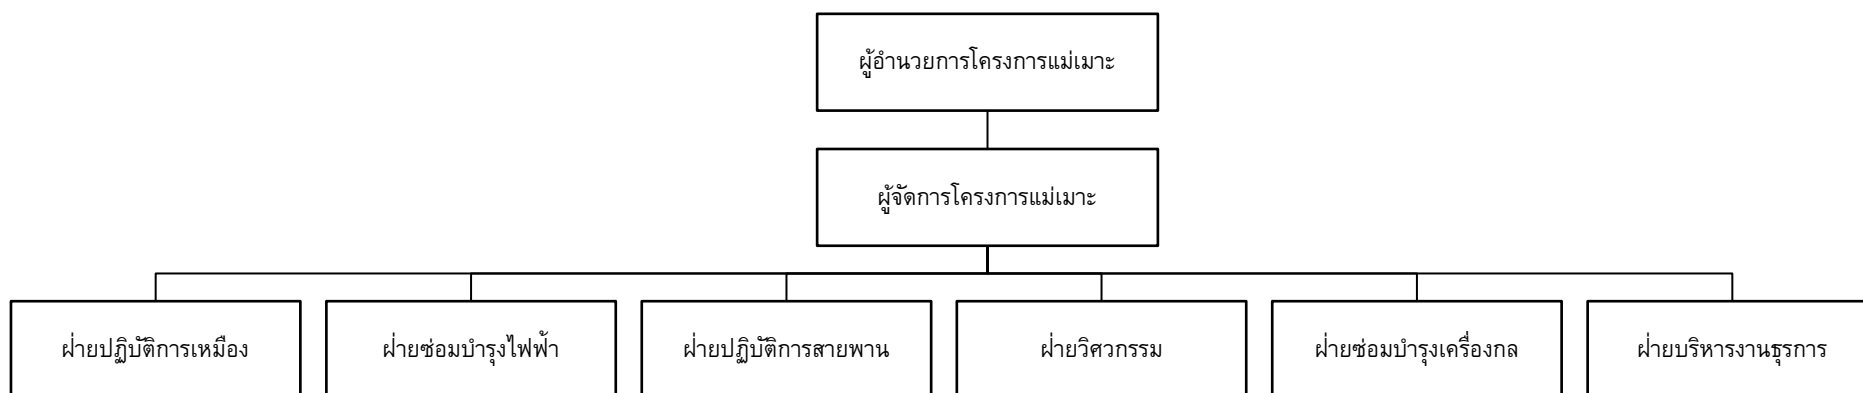 ผู้อำนวยการโครงการแม่เมาะ
ผู้จัดการโครงการแม่เมาะ
ฝ่ายปฏิบัติการเหมือง
ฝ่ายซ่อมบำรุงไฟฟ้า
ฝ่ายปฏิบัติการสายพาน
ฝ่ายวิศวกรรม
ฝ่ายซ่อมบำรุงเครื่องกล
ฝ่ายบริหารงานธุรการ